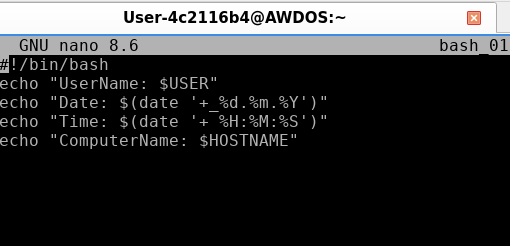 User-4c2116b4@AWDOS:~
GNU nano 8.6 bash_01
#!/bin/bash
echo "UserName: $USER"
echo "Date: $(date '+_%d.%m.%Y')"
echo "Time: $(date '+ %H:%M:%S')"
echo "ComputerName: $HOSTNAME"